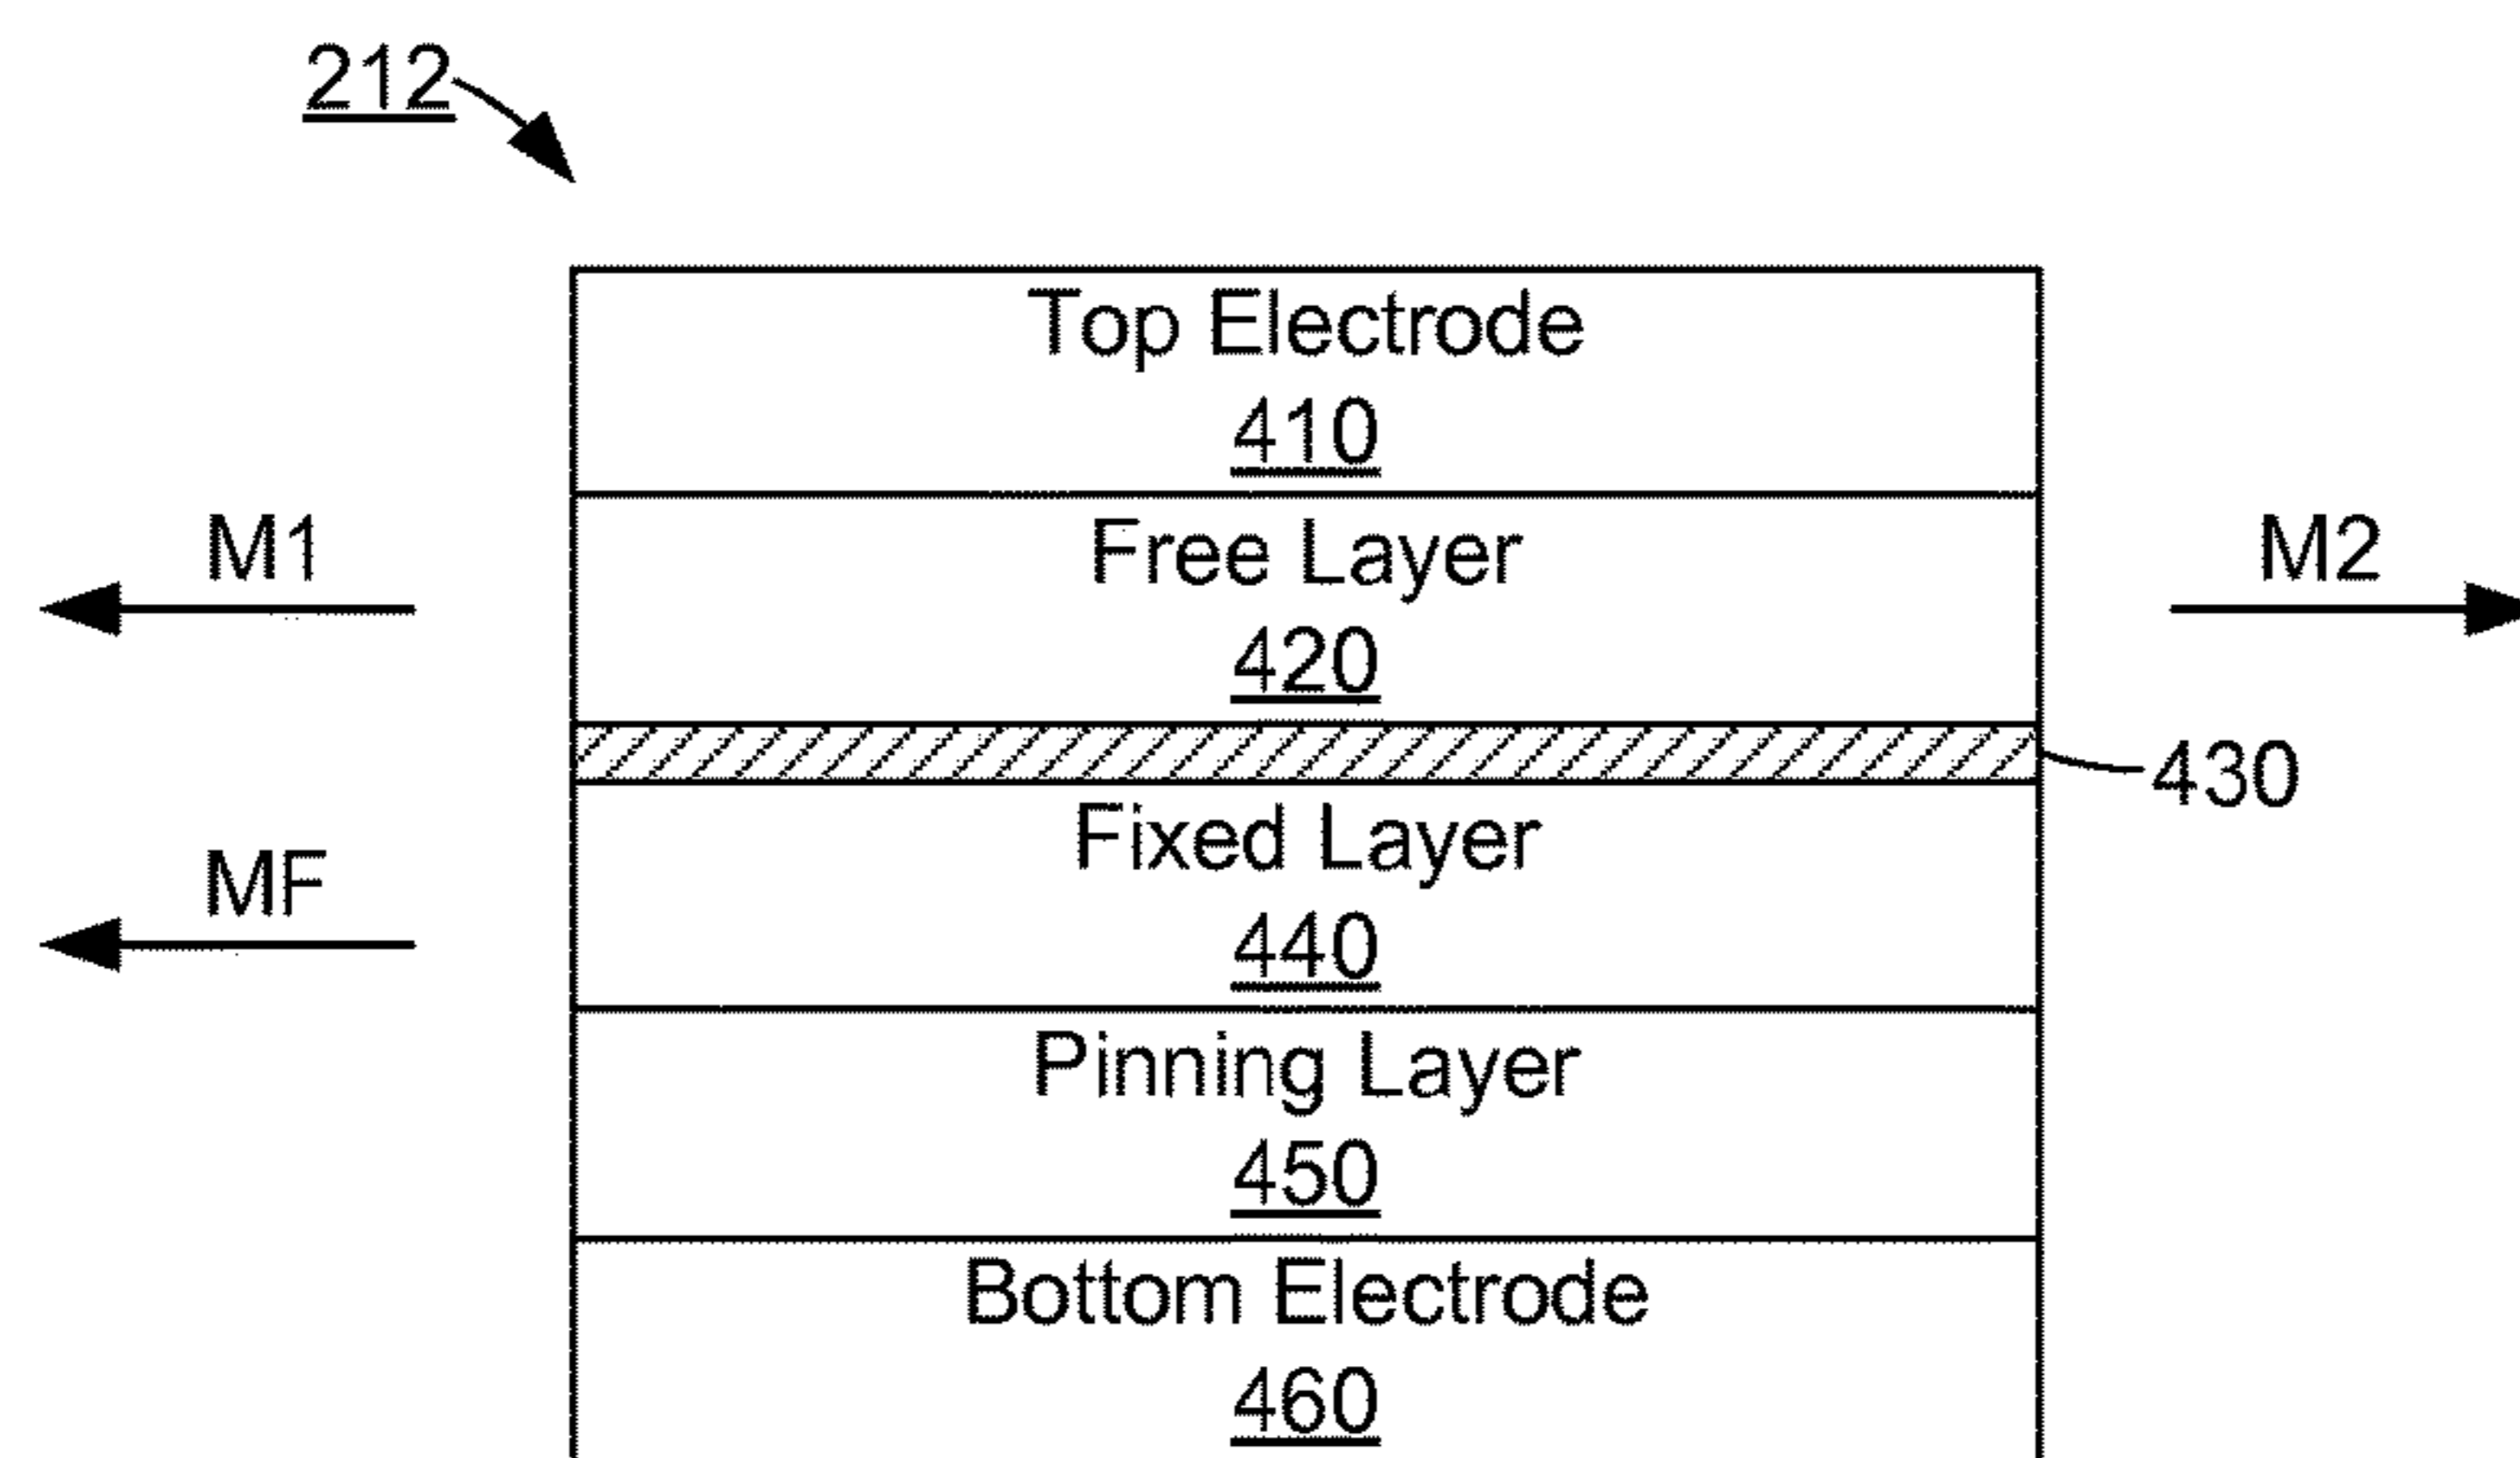 212
Top Electrode
410
M1
Free Layer
M2
420
430
Fixed Layer
MF
440
Pinning Layer
450
Bottom Electrode
460